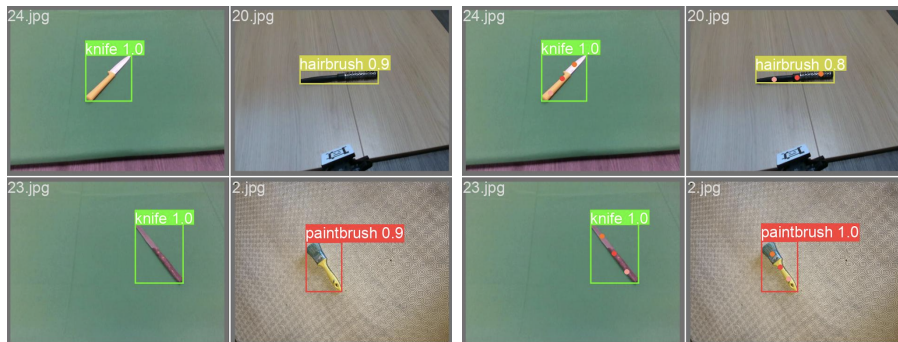 24.jpg
knife 1.0
20.jpg
hairbrush 0.9
23.jpg
knife 1.0
2.jpg
paintbrush 0.9
24.jpg
knife 1.0
20.jpg
hairbrush 0.8
23.jpg
knife 1.0
2.jpg
paintbrush 1.0